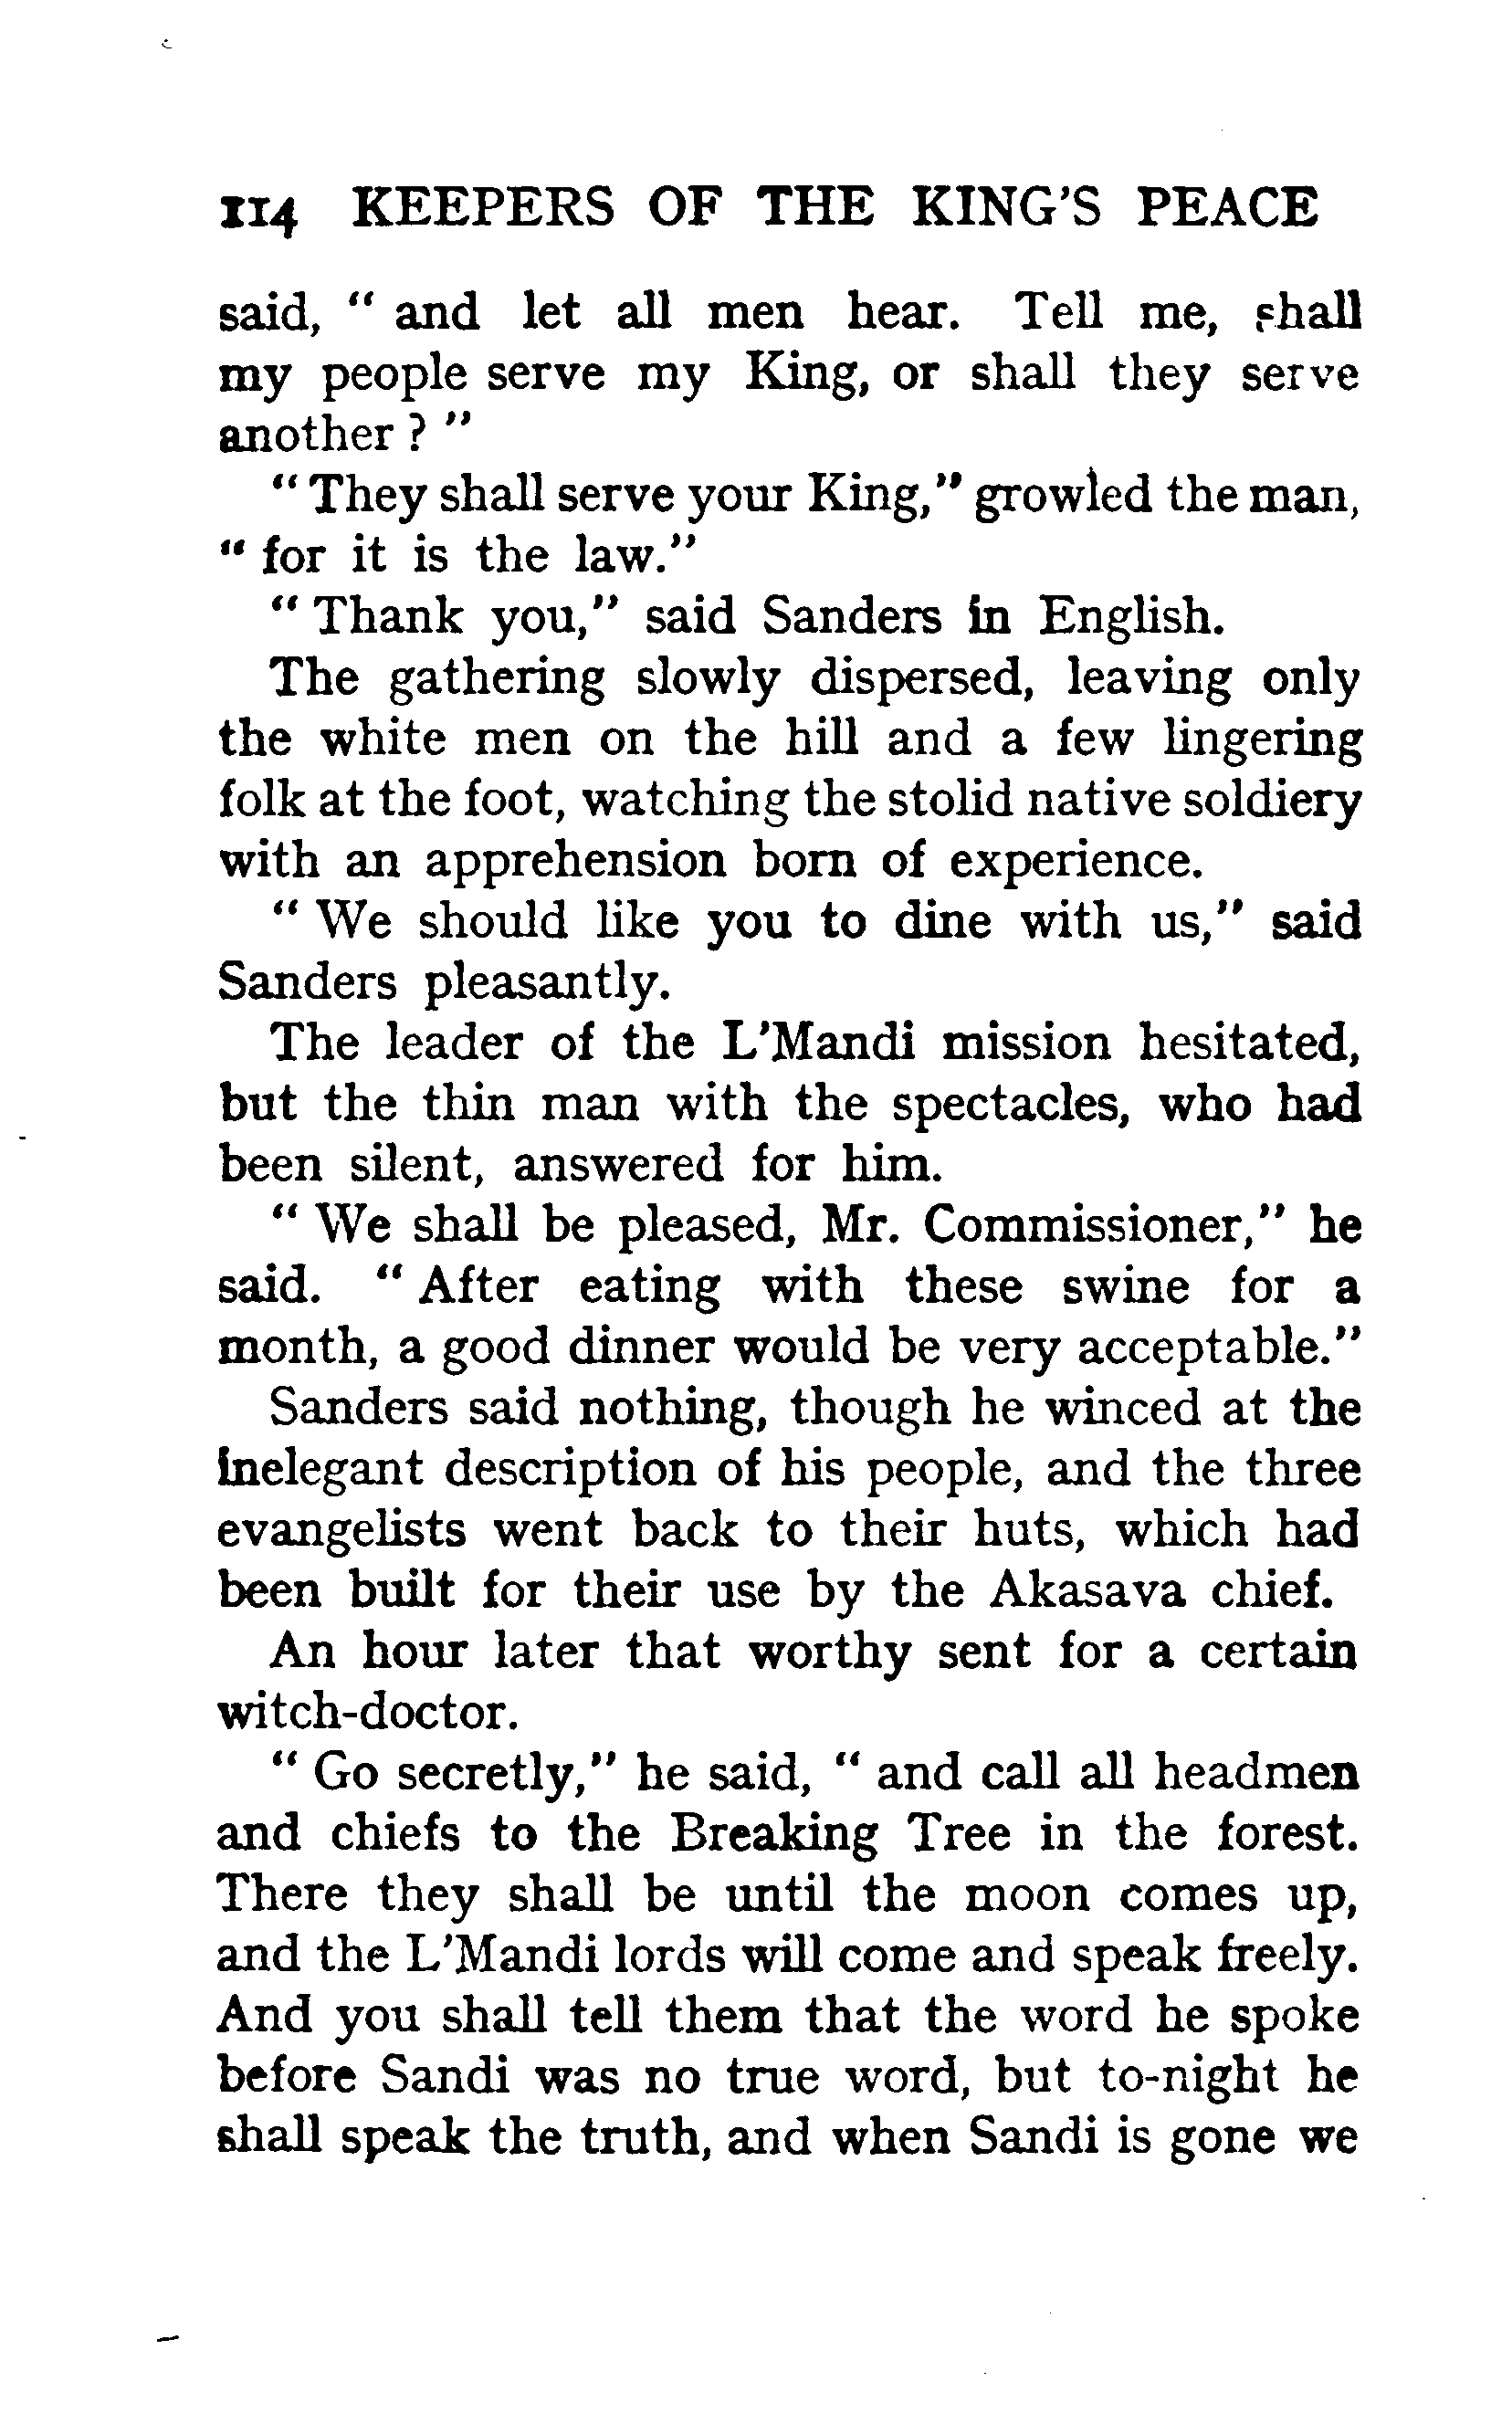 114 KEEPERS OF THE KING'S PEACE
said, " and let all men hear. Tell me, shall
my people serve my King, or shall they serve
another ? "
" They shall serve your King," growled the man,
" for it is the law."
" Thank you," said Sanders in English.
The gathering slowly dispersed, leaving only
the white men on the hill and a few lingering
folk at the foot, watching the stolid native soldiery
with an apprehension born of experience.
" We should like you to dine with us," said
Sanders pleasantly.
The leader of the L'Mandi mission hesitated,
but the thin man with the spectacles, who had
been silent, answered for him.
" We shall be pleased, Mr. Commissioner," he
said. " After eating with these swine for a
month, a good dinner would be very acceptable."
Sanders said nothing, though he winced at the
inelegant description of his people, and the three
evangelists went back to their huts, which had
been built for their use by the Akasava chief.
An hour later that worthy sent for a certain
witch-doctor.
" Go secretly," he said, " and call all headmen
and chiefs to the Breaking Tree in the forest.
There they shall be until the moon comes up,
and the L'Mandi lords will come and speak freely.
And you shall tell them that the word he spoke
before Sandi was no true word, but to-night he
shall speak the truth, and when Sandi is gone we